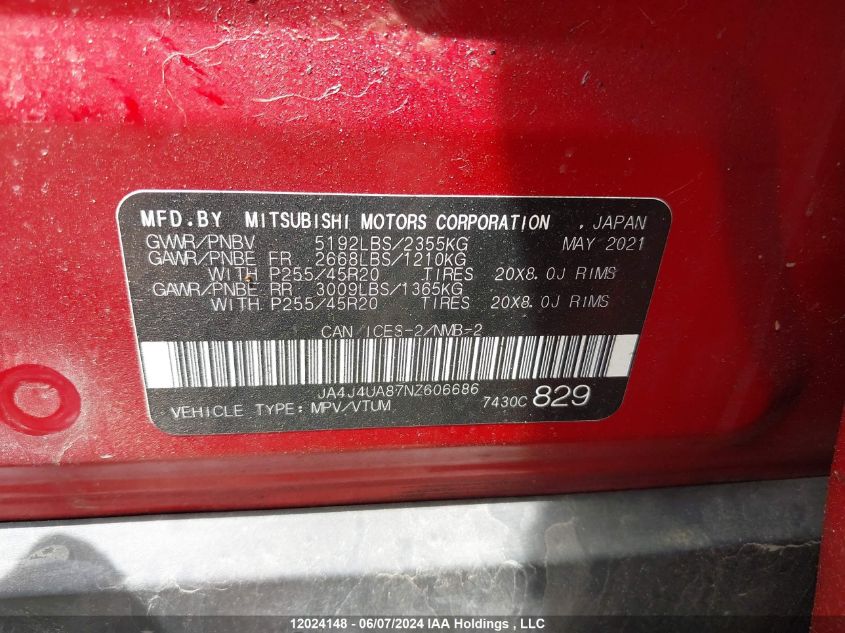 MFD.BY MITSUBISHI MOTORS CORPORATION , JAPAN
GVWR/PNBV 5192LBS/2355KG MAY 2021
GAWR/PNBE FR 2668LBS/1210KG
WITH P255/45R20 TIRES 20X8.0J RIMS
GAWR/PNBE RR 3009LBS/1365KG
WITH P255/45R20 TIRES 20X8.0J RIMS
CAN ICES-2/NMB-2
JA4J4UA87NZ606686
VEHICLE TYPE: MPV/VTUM 7430C 829
12024148 - 06/07/2024 IAA Holdings , LLC